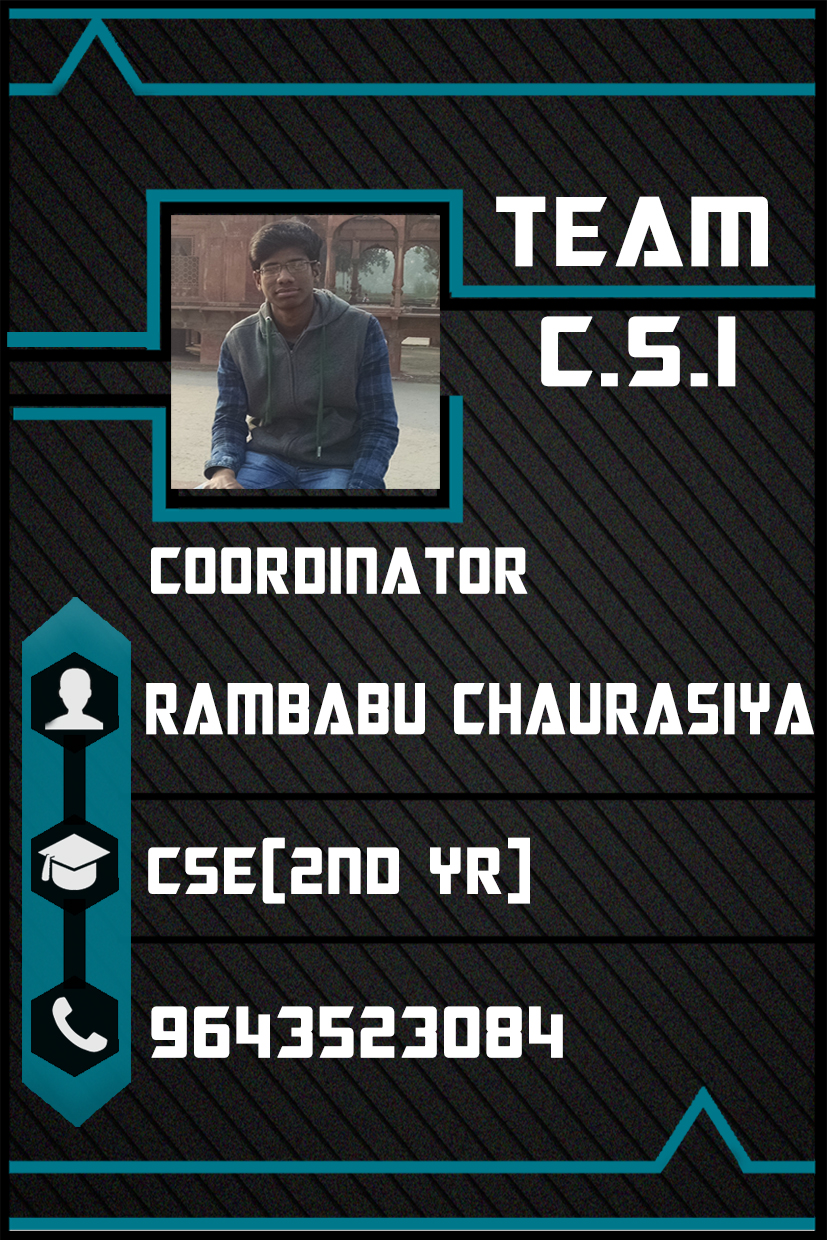 TEAM
C.S.I
COORDINATOR
RAMBABU CHAURASIYA
CSE[2ND YR]
9643523084